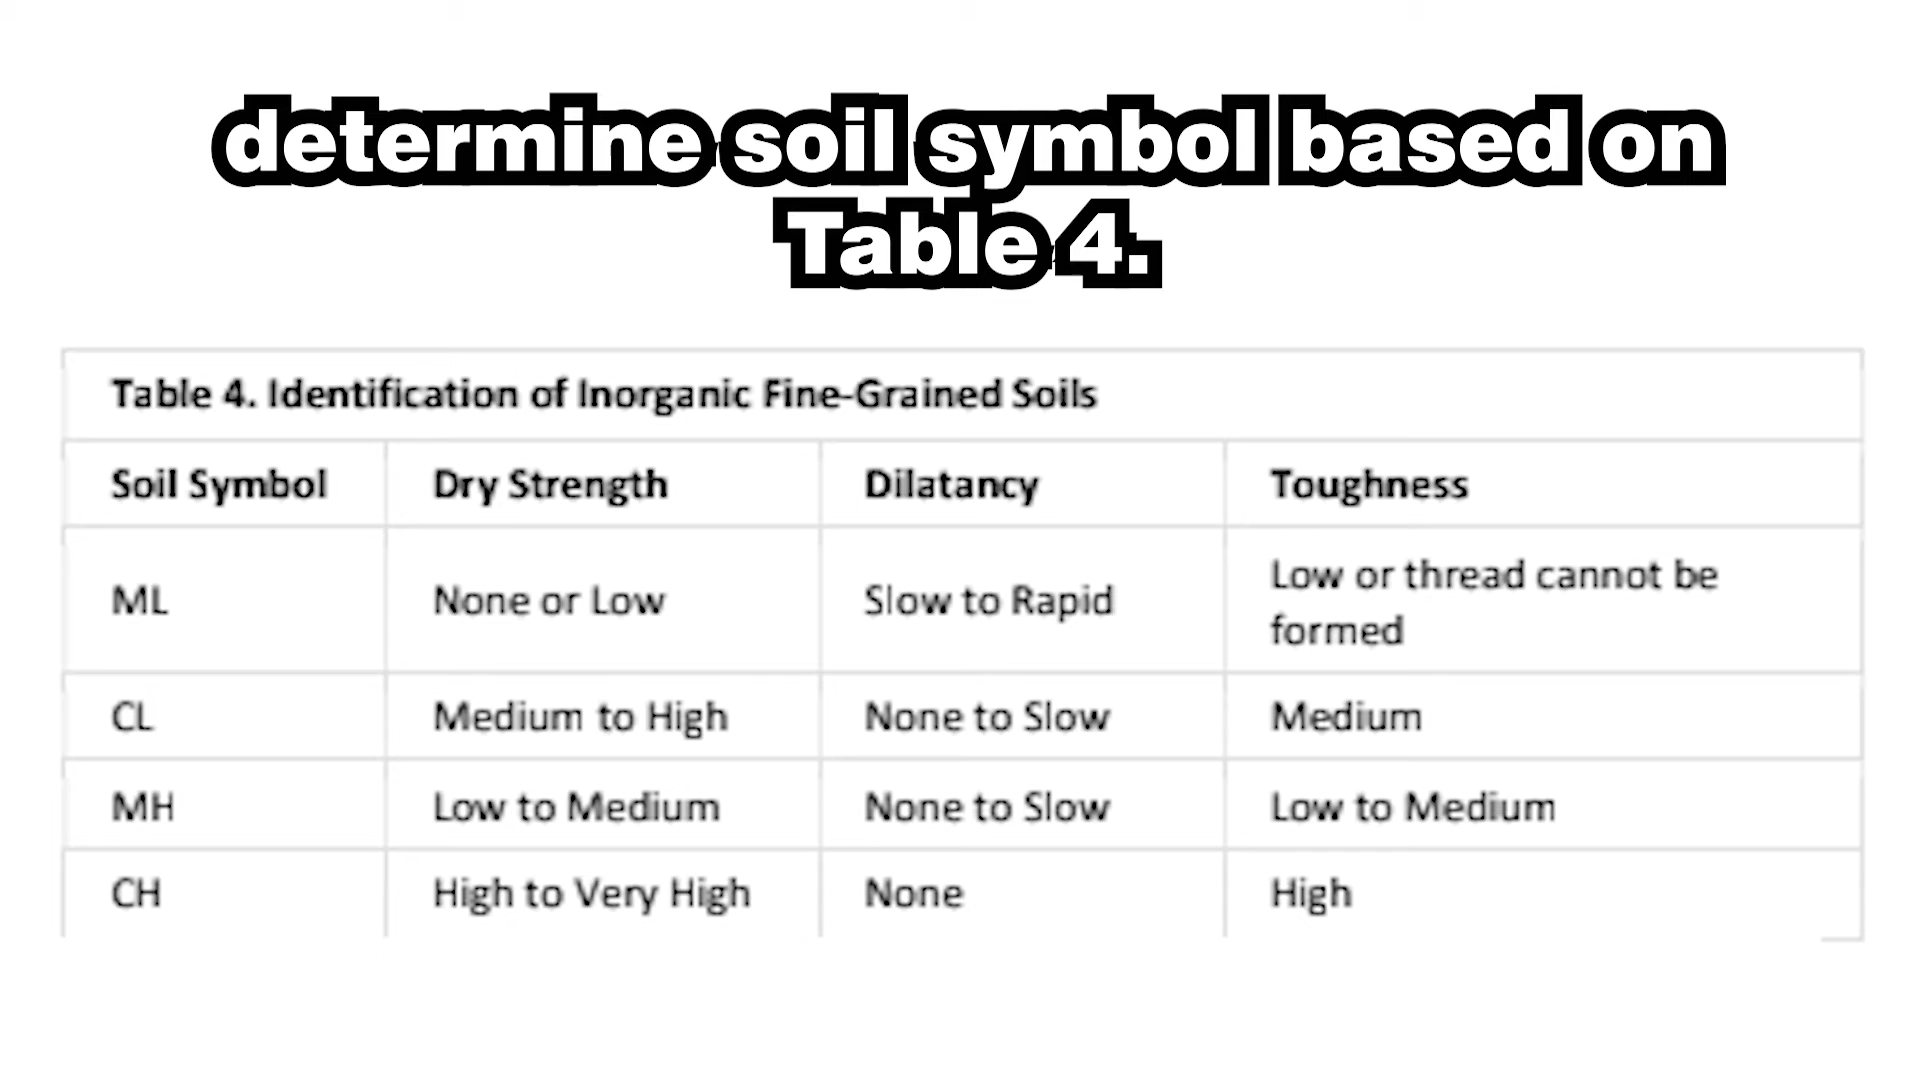 determine soil symbol based on
Table 4.
Table 4. Identification of Inorganic Fine-Grained Soils
Soil Symbol Dry Strength Dilatancy Toughness
ML None or Low Slow to Rapid Low or thread cannot be
formed
CL Medium to High None to Slow Medium
MH Low to Medium None to Slow Low to Medium
CH High to Very High None High